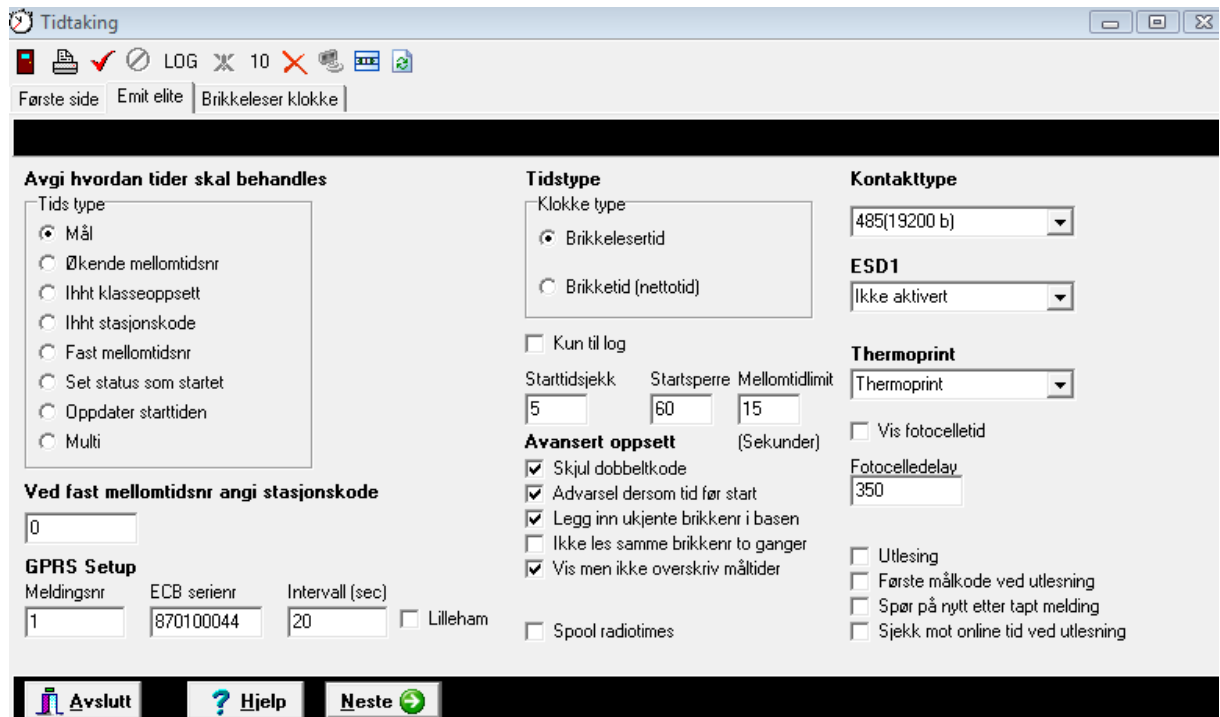 Tidtaking
LOG 10
Første side Emit elite Brikkeleser klokke
Avgi hvordan tider skal behandles
Tids type
Mål
Økende mellomtidsnr
Ihht klasseoppsett
Ihht stasjonskode
Fast mellomtidsnr
Set status som startet
Oppdater starttiden
Multi
Ved fast mellomtidsnr angi stasjonskode
0
GPRS Setup
Meldingsnr ECB serienr Intervall (sec)
1 870100044 20 Lilleham
Tidstype
Klokke type
Brikkelesertid
Brikketid (nettotid)
Kun til log
Starttidsjekk Startsperre Mellomtidlimit
5 60 15
Avansert oppsett (Sekunder)
Skjul dobbeltkode
Advarsel dersom tid før start
Legg inn ukjente brikkenr i basen
Ikke les samme brikkenr to ganger
Vis men ikke overskriv måltider
Spool radiotimes
Kontakttype
485(19200 b)
ESD1
Ikke aktivert
Thermoprint
Thermoprint
Vis fotocelletid
Fotocelledelay
350
Utlesing
Første målkode ved utlesning
Spør på nytt etter tapt melding
Sjekk mot online tid ved utlesning
Avslutt ? Hjelp Neste